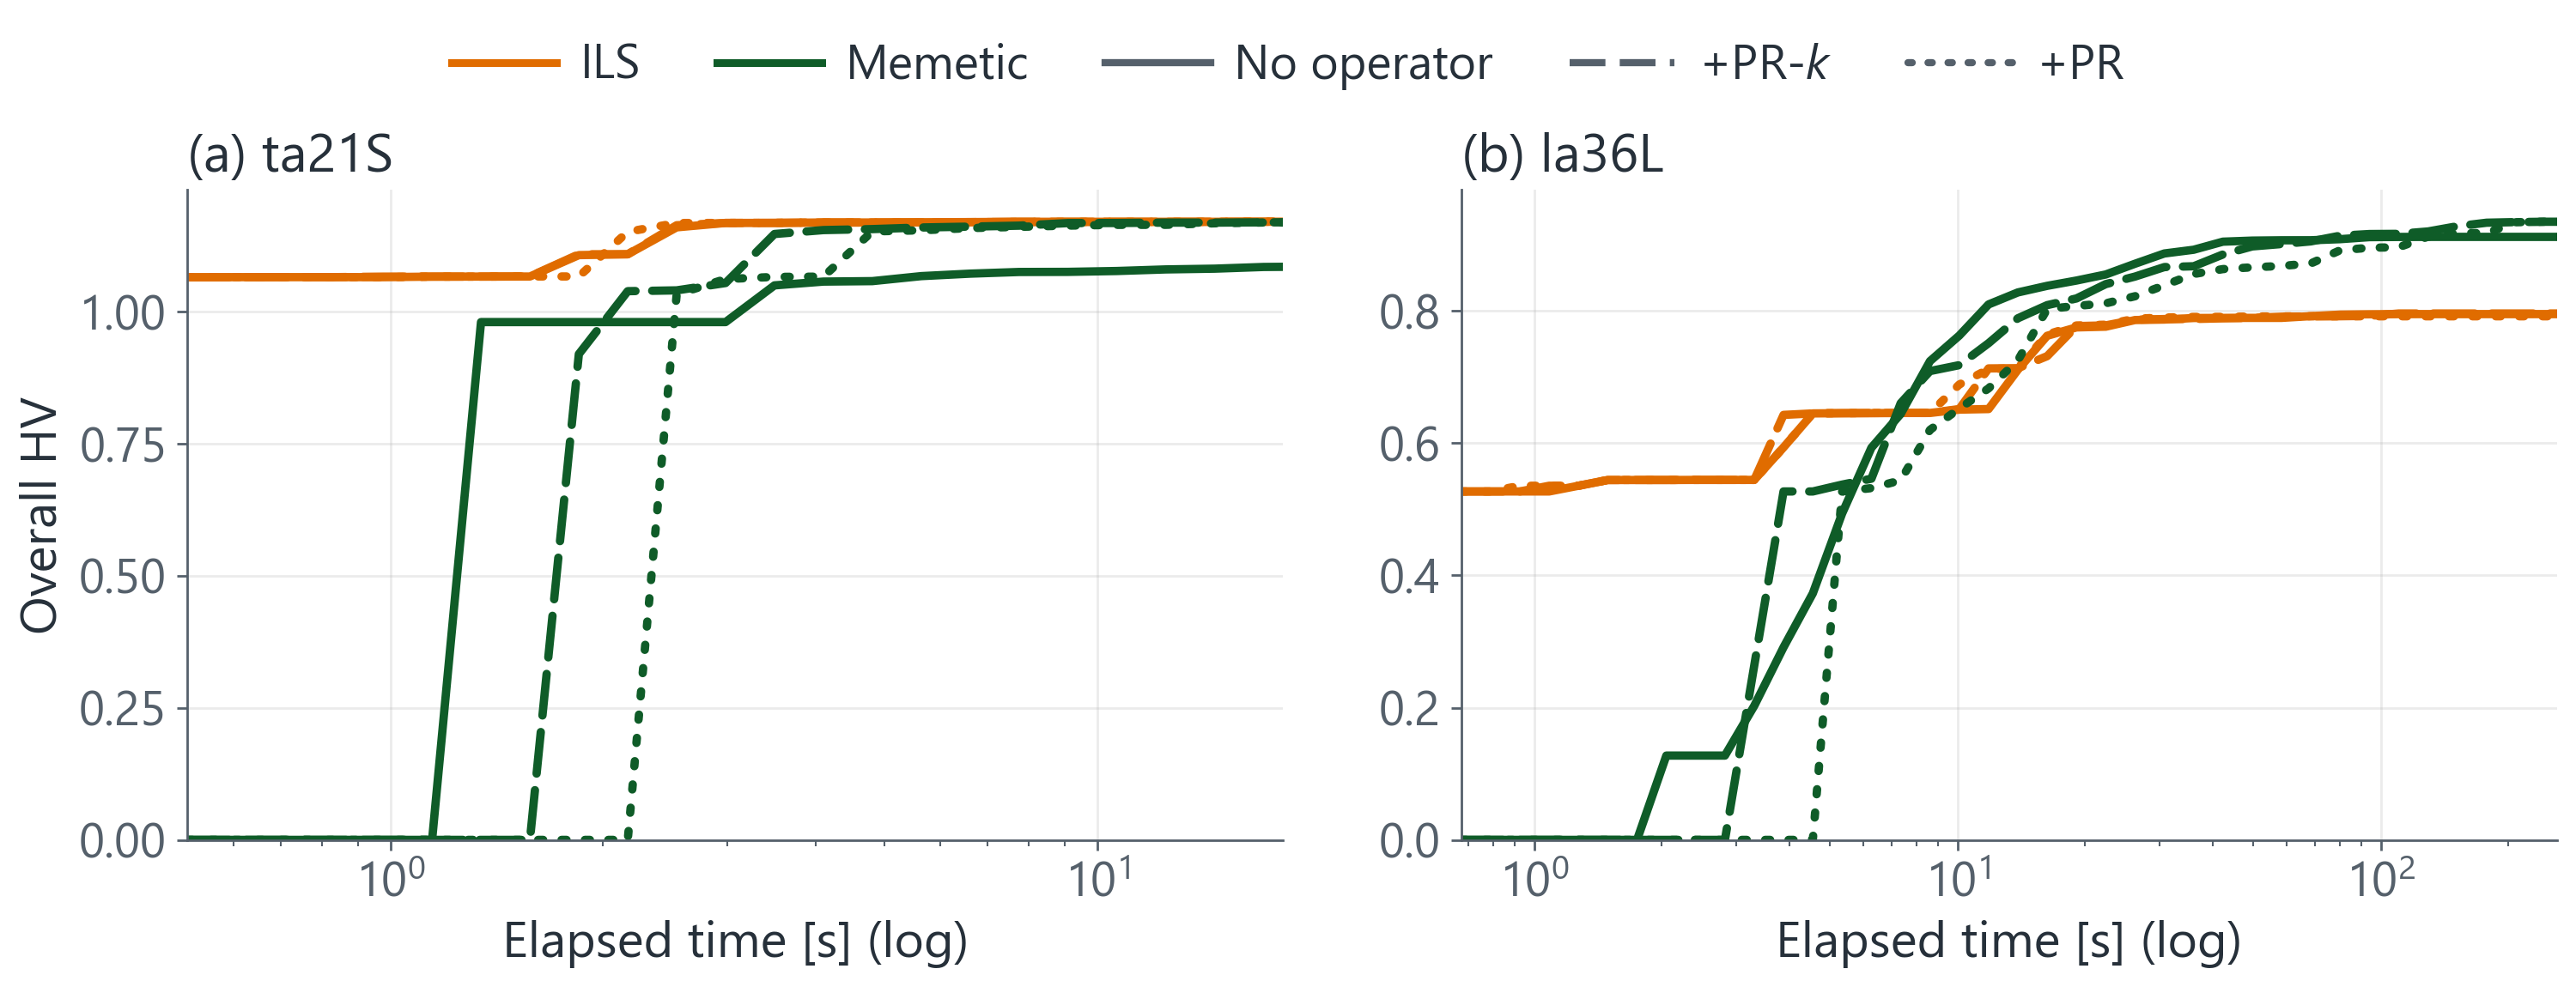 ILS Memetic No operator +PR-k +PR
(a) ta21S
1.00
0.75
0.50
0.25
0.00
Overall HV
10⁰ 10¹
Elapsed time [s] (log)
(b) la36L
0.8
0.6
0.4
0.2
0.0
10⁰ 10¹ 10²
Elapsed time [s] (log)